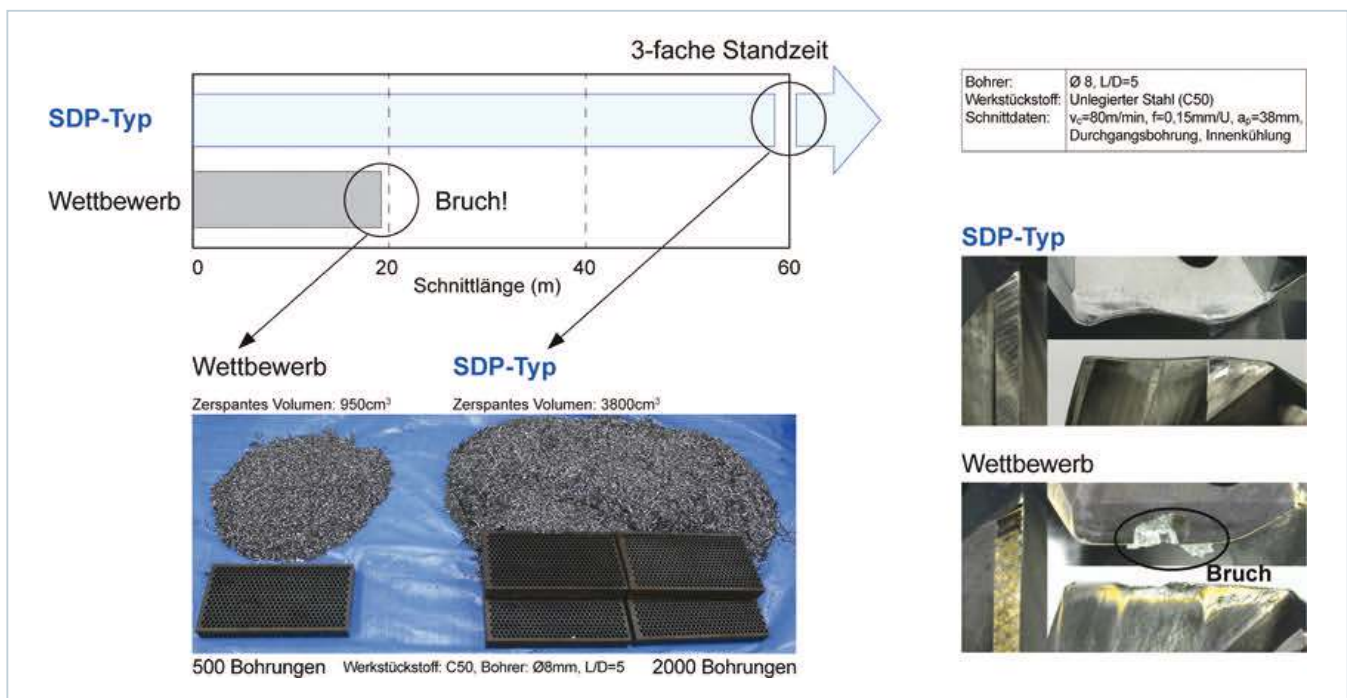 3-fache Standzeit
SDP-Typ
Wettbewerb
Bruch!
0 20 40 60
Schnittlänge (m)
Wettbewerb
Zerspantes Volumen: 950cm³
SDP-Typ
Zerspantes Volumen: 3800cm³
500 Bohrungen
Werkstückstoff: C50, Bohrer: Ø8mm, L/D=5
2000 Bohrungen
Bohrer: Ø 8, L/D=5
Werkstückstoff: Unlegierter Stahl (C50)
Schnittdaten: vc=80m/min, f=0,15mm/U, ap=38mm,
Durchgangsbohrung, Innenkühlung
SDP-Typ
Wettbewerb
Bruch